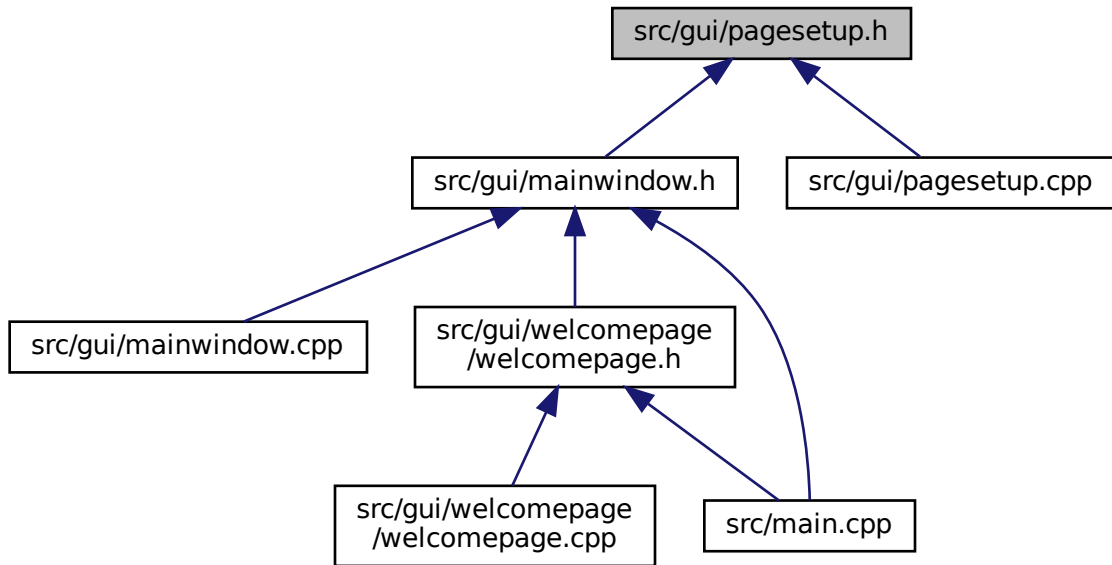 src/gui/pagesetup.h
src/gui/mainwindow.h
src/gui/pagesetup.cpp
src/gui/mainwindow.cpp
src/gui/welcomepage
/welcomepage.h
src/gui/welcomepage
/welcomepage.cpp
src/main.cpp